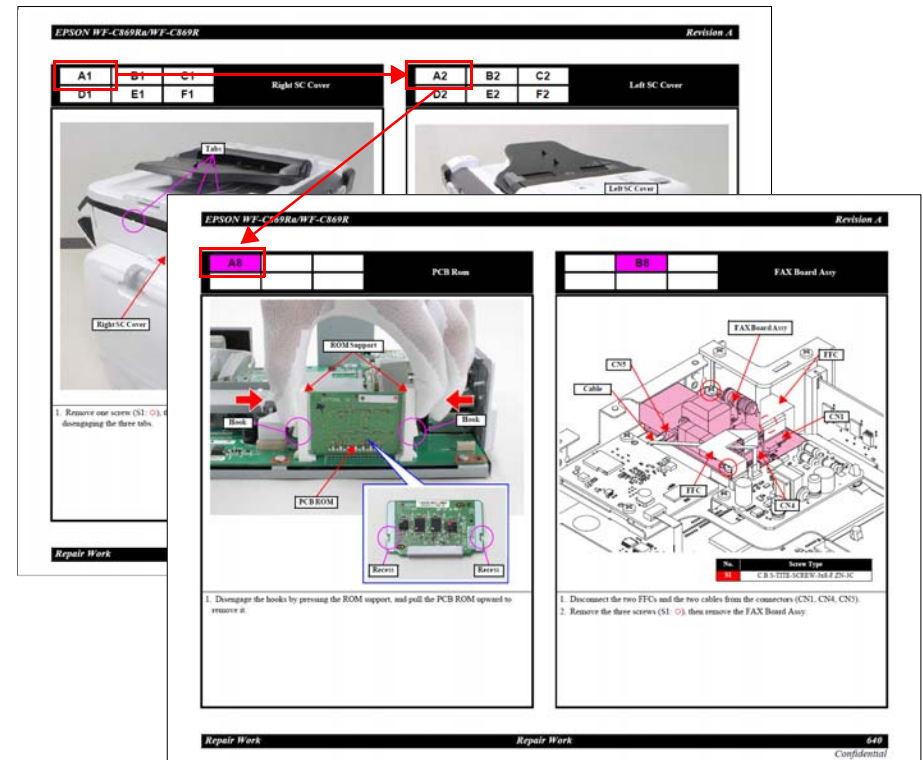 EPSON WF-C869Ra/WF-C869R Revision A
A1 B1 C1
D1 E1 F1
Right SC Cover
Tabs
Right SC Cover
1. Remove one screw (S1:
disengaging the three tabs.
Repair Work
A2 B2 C2
D2 E2 F2
Left SC Cover
Left SC Cover
EPSON WF-C869Ra/WF-C869R Revision A
A8
PCB Rom
ROM Support
Hook
Hook
PCB ROM
Recess
Recess
1. Disengage the hooks by pressing the ROM support, and pull the PCB ROM upward to
remove it.
B8
FAX Board Assy
FAX Board Assy
FFC
CN5
Cable
CN1
FFC
CN4
No. Screw Type
S1 C.B.S-TITE-SCREW-3x8-F.ZN-3C
1. Disconnect the two FFCs and the two cables from the connectors (CN1, CN4, CN5).
2. Remove the three screws (S1: ), then remove the FAX Board Assy.
Repair Work Repair Work 640
Confidential